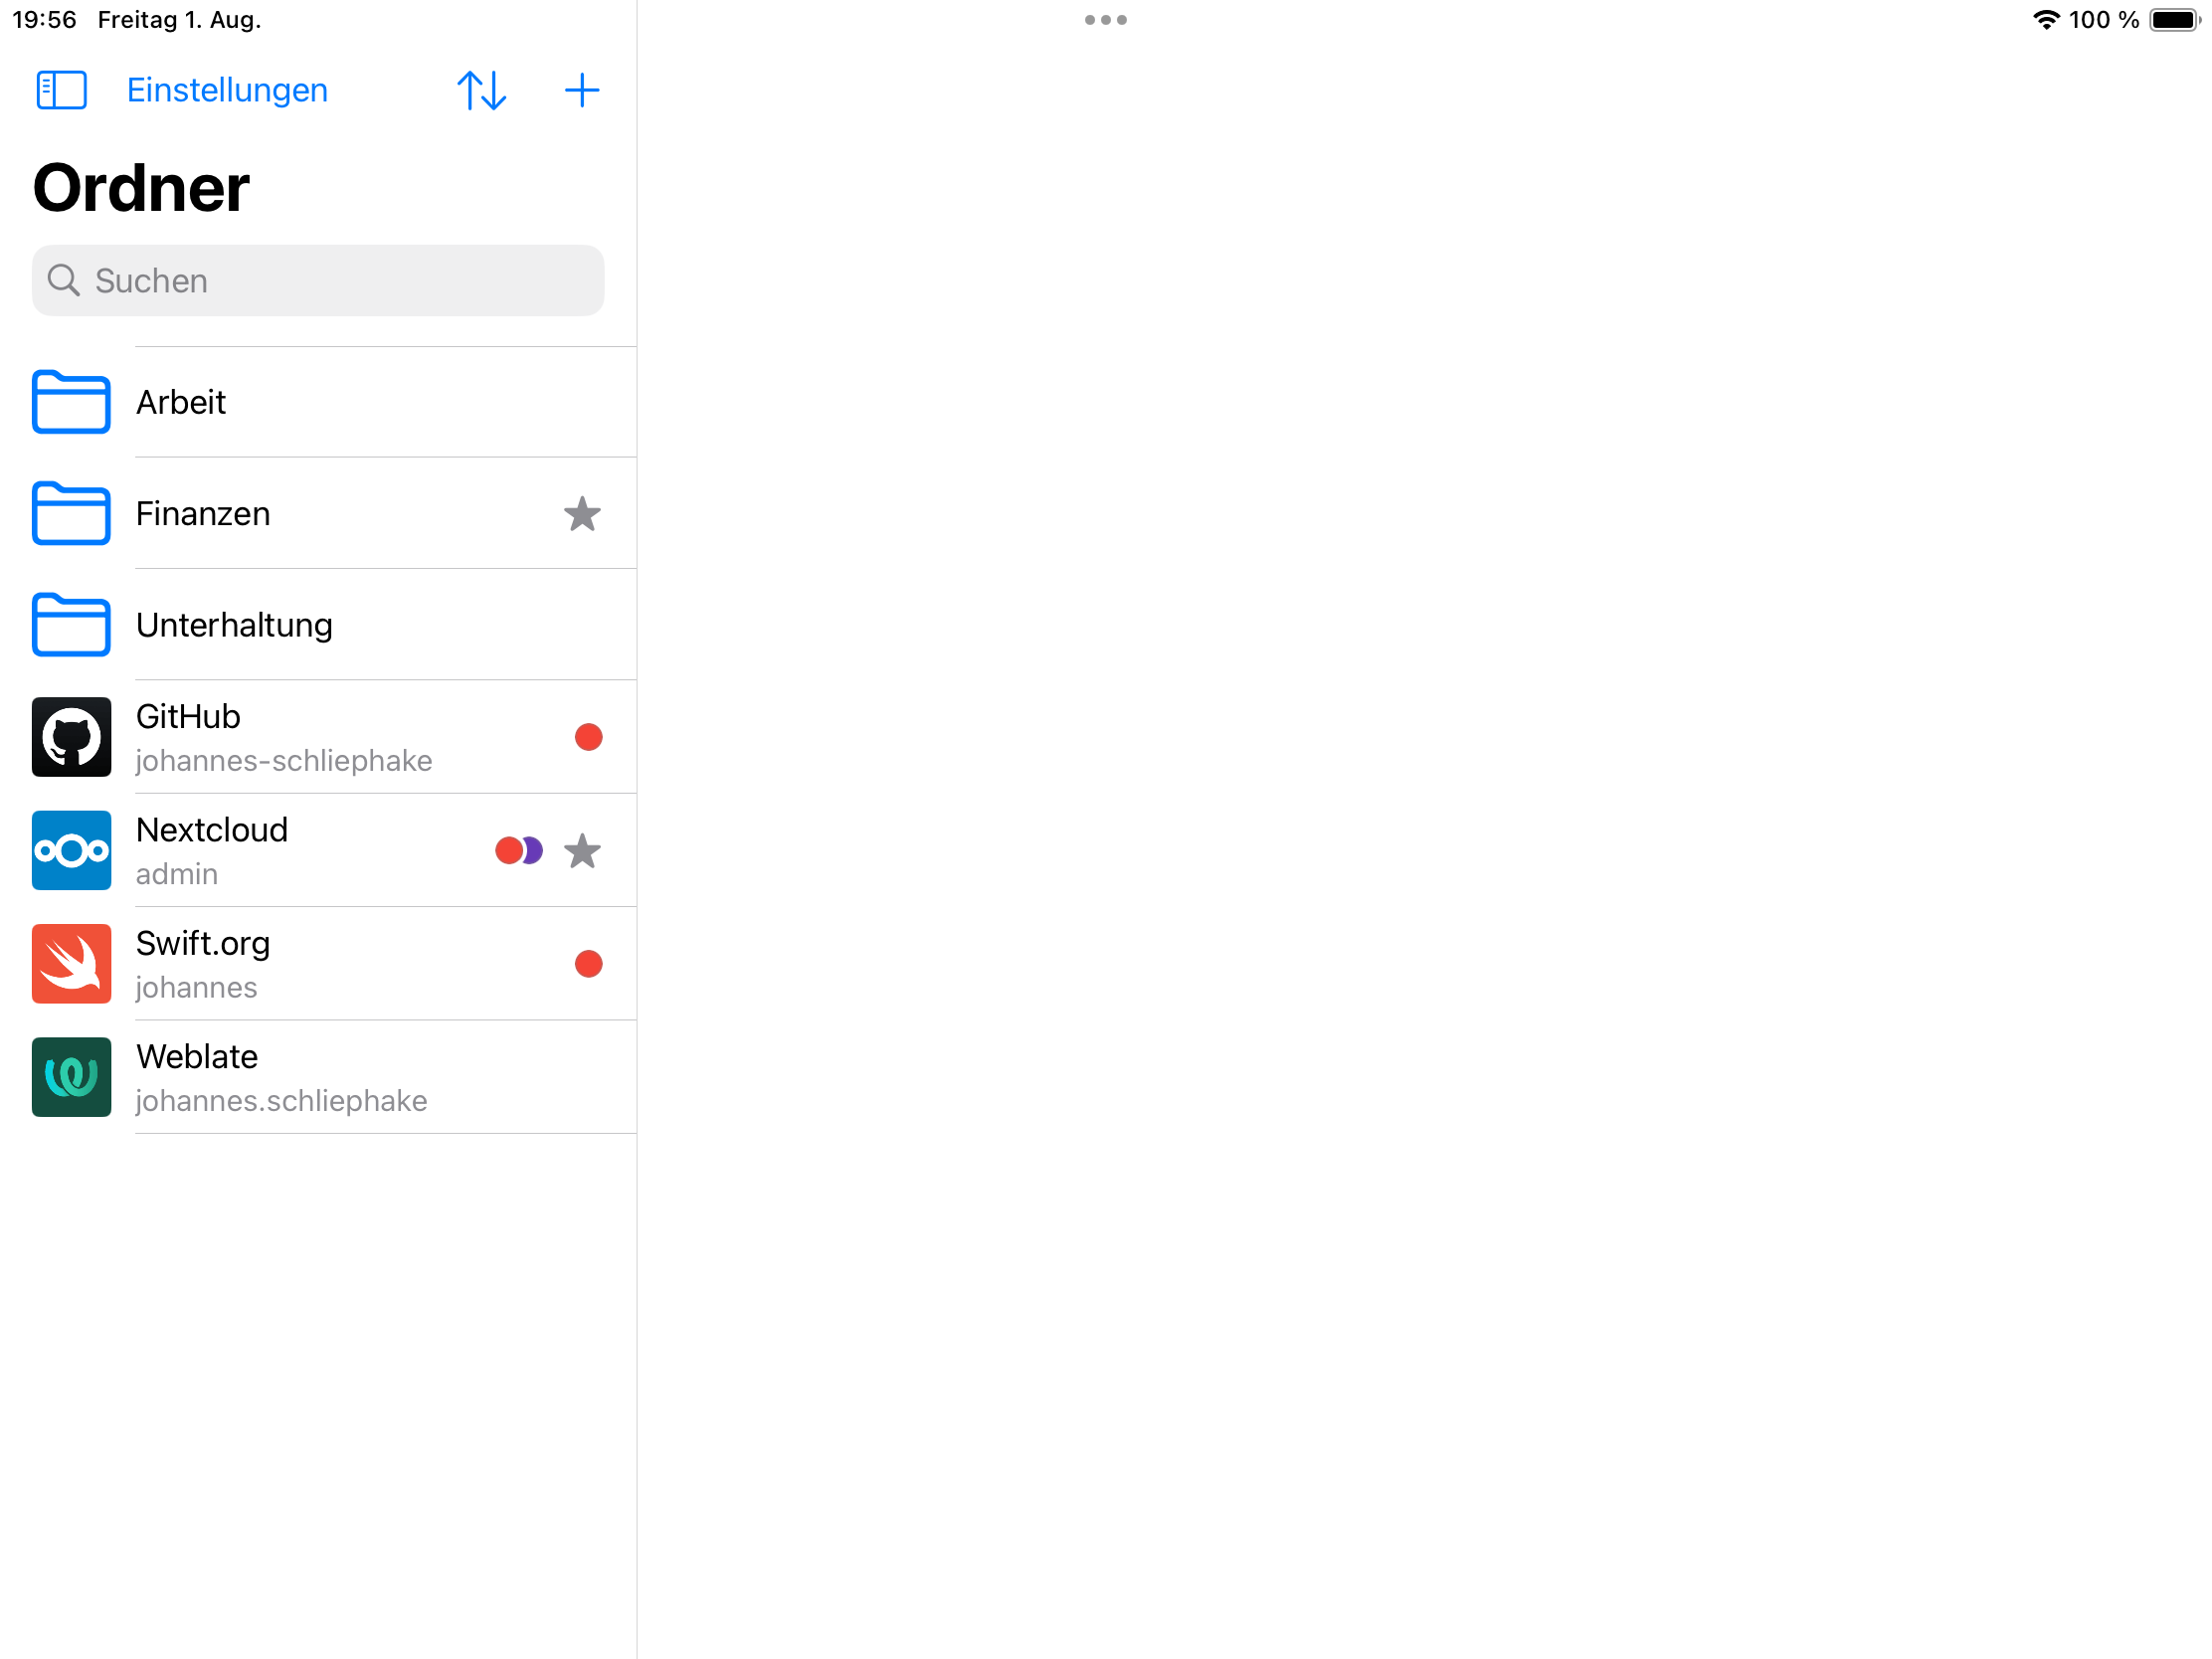 19:56 Freitag 1. Aug.
100 %
Einstellungen
Ordner
Suchen
Arbeit
Finanzen
Unterhaltung
GitHub
johannes-schliephake
Nextcloud
admin
Swift.org
johannes
Weblate
johannes.schliephake